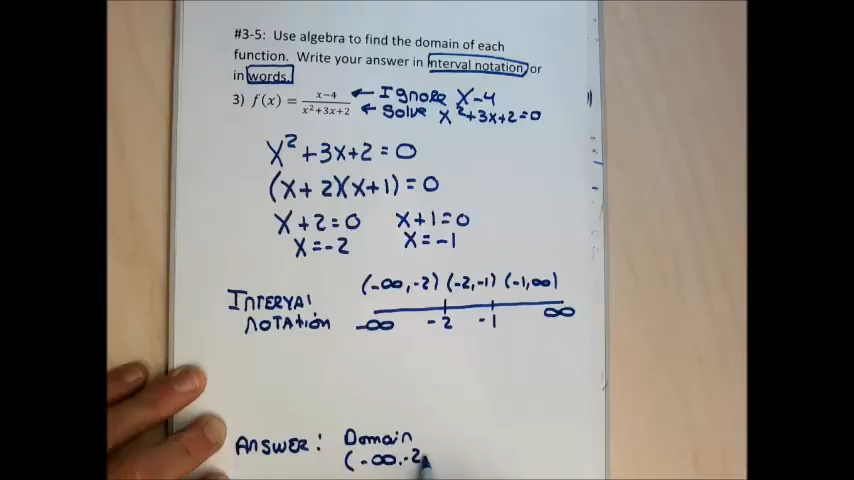 #3-5: Use algebra to find the domain of each
function. Write your answer in interval notation or
in words.
3) f(x) = x−4 / x²+3x+2 ← Ignore x-4
← Solve x²+3x+2=0
x²+3x+2=0
(x+2)(x+1)=0
x+2=0 x+1=0
x=-2 x=-1
(-∞,-2) (-2,-1) (-1,∞)
INTERVAL
NOTATION
-∞ -2 -1 ∞
ANSWER: Domain
(-∞,-2